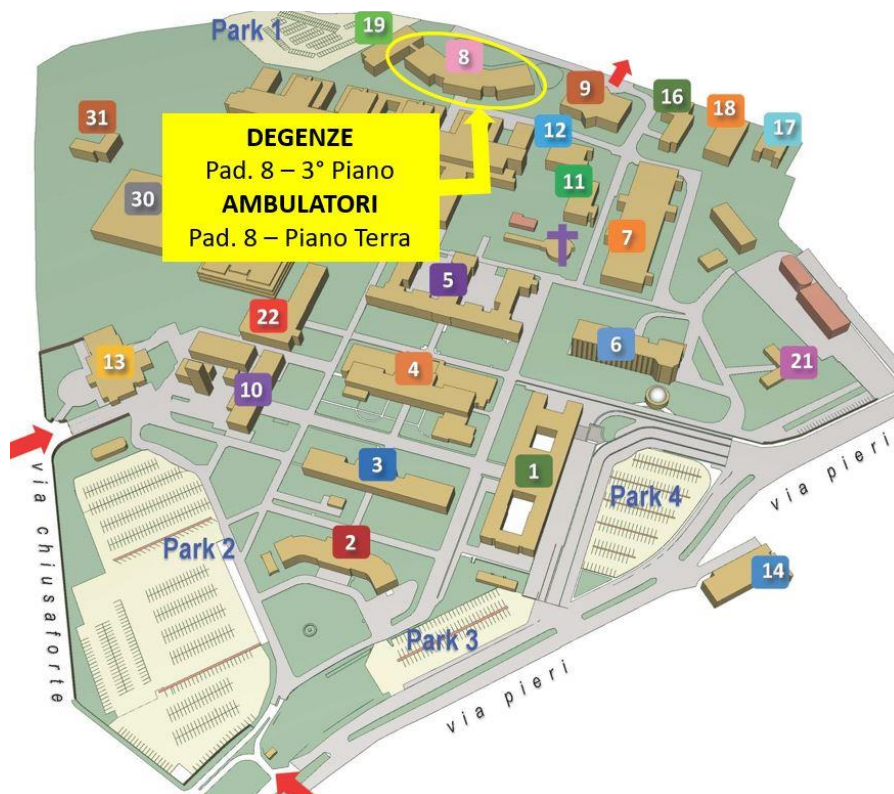 Park 1
19
8
9
16
18
17
31
12
DEGENZE
Pad. 8 – 3° Piano
AMBULATORI
Pad. 8 – Piano Terra
11
30
7
5
22
6
13
10
4
21
3
1
Park 4
via pieri
via chiusaforte
Park 2
2
14
Park 3
via pieri